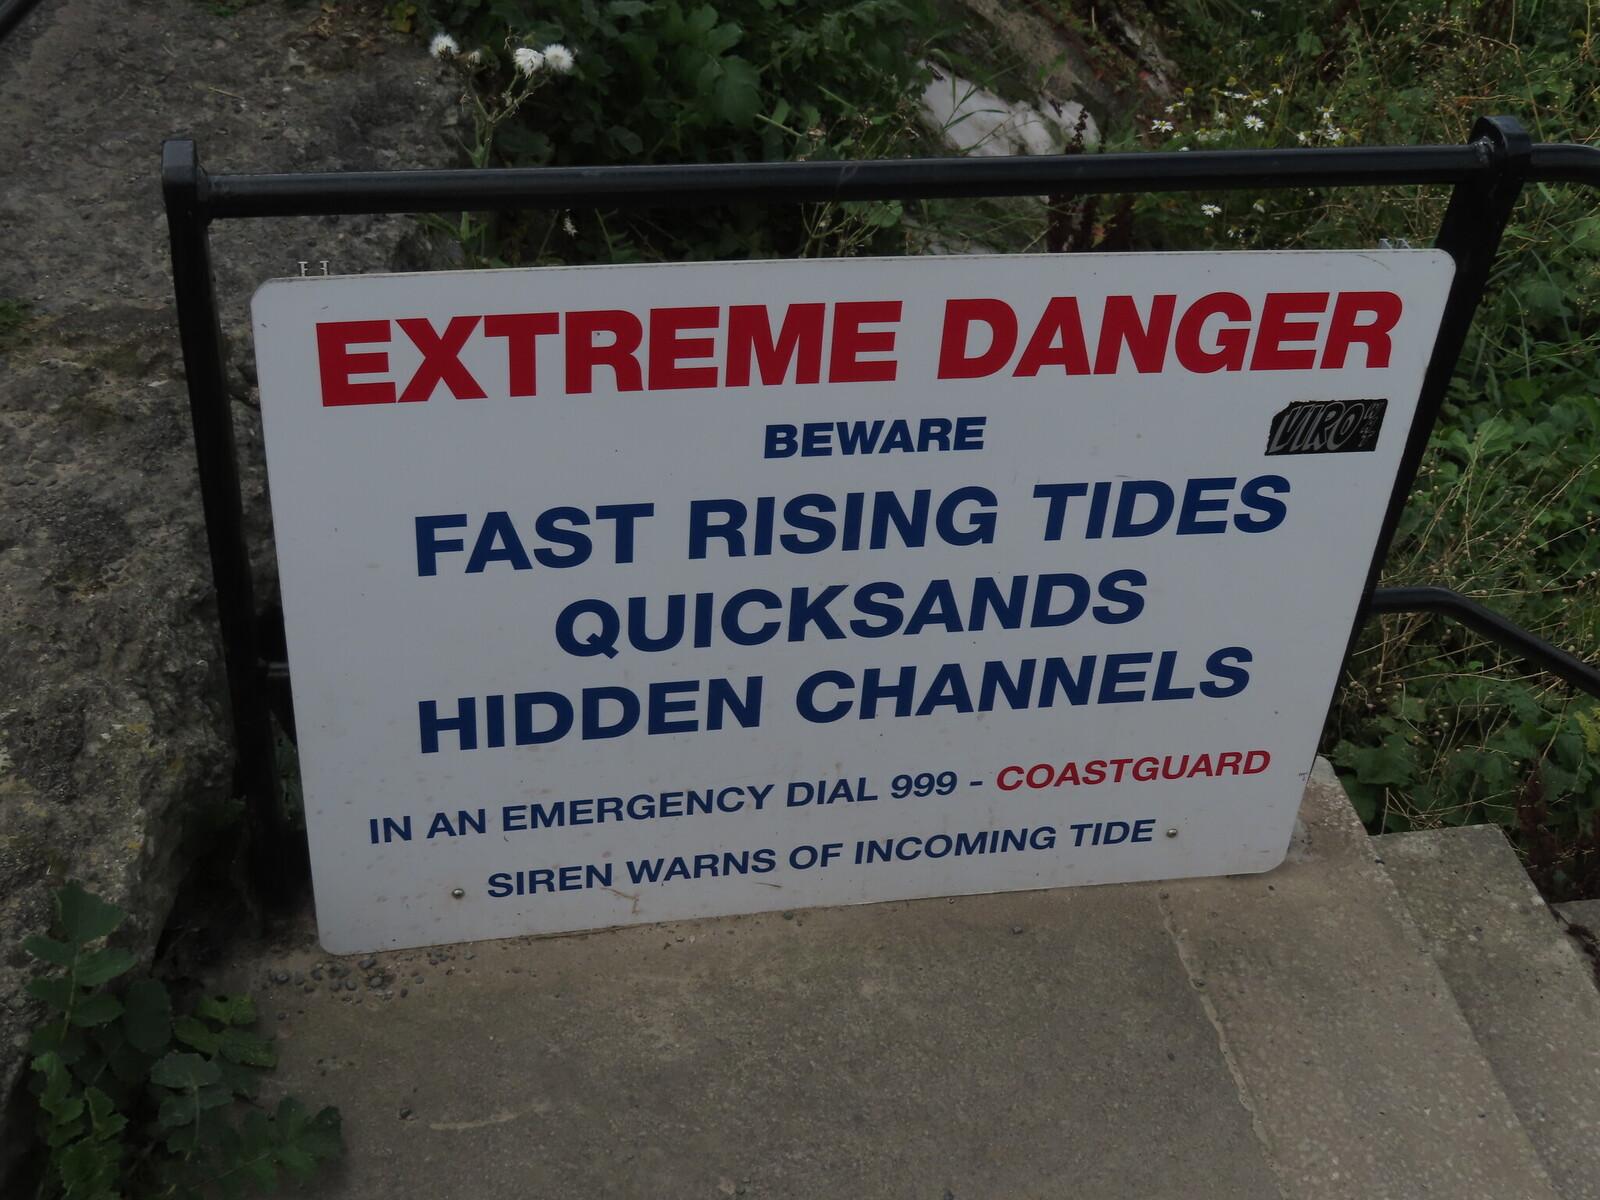 EXTREME DANGER
BEWARE
VIRO
FAST RISING TIDES
QUICKSANDS
HIDDEN CHANNELS
IN AN EMERGENCY DIAL 999 - COASTGUARD
SIREN WARNS OF INCOMING TIDE